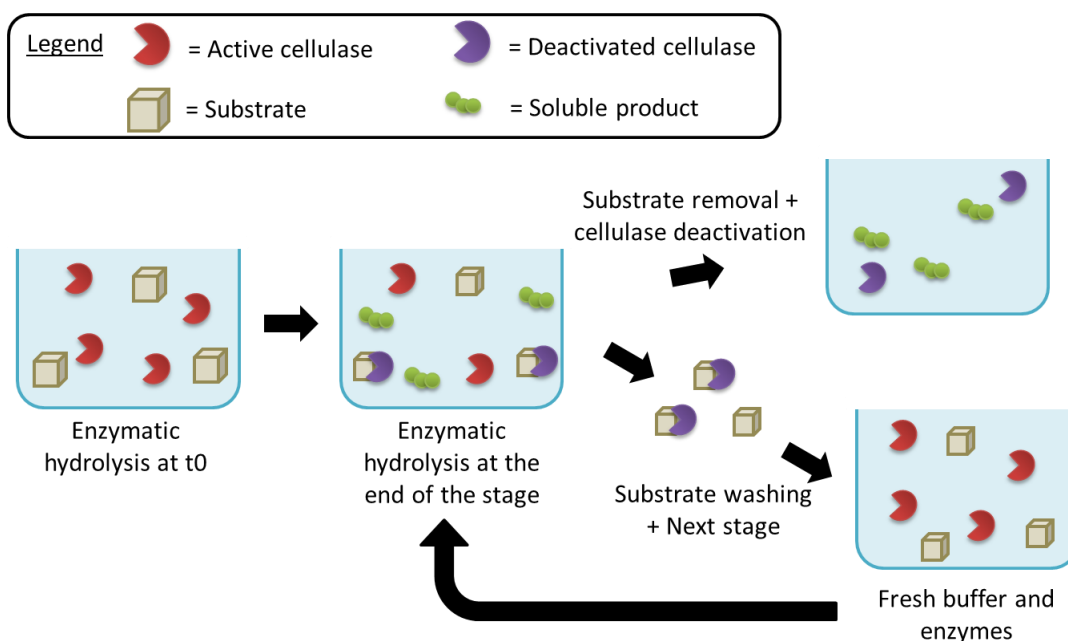 Legend
= Active cellulase
= Deactivated cellulase
= Substrate
= Soluble product
Substrate removal +
cellulase deactivation
Enzymatic
hydrolysis at t0
Enzymatic
hydrolysis at the
end of the stage
Substrate washing
+ Next stage
Fresh buffer and
enzymes